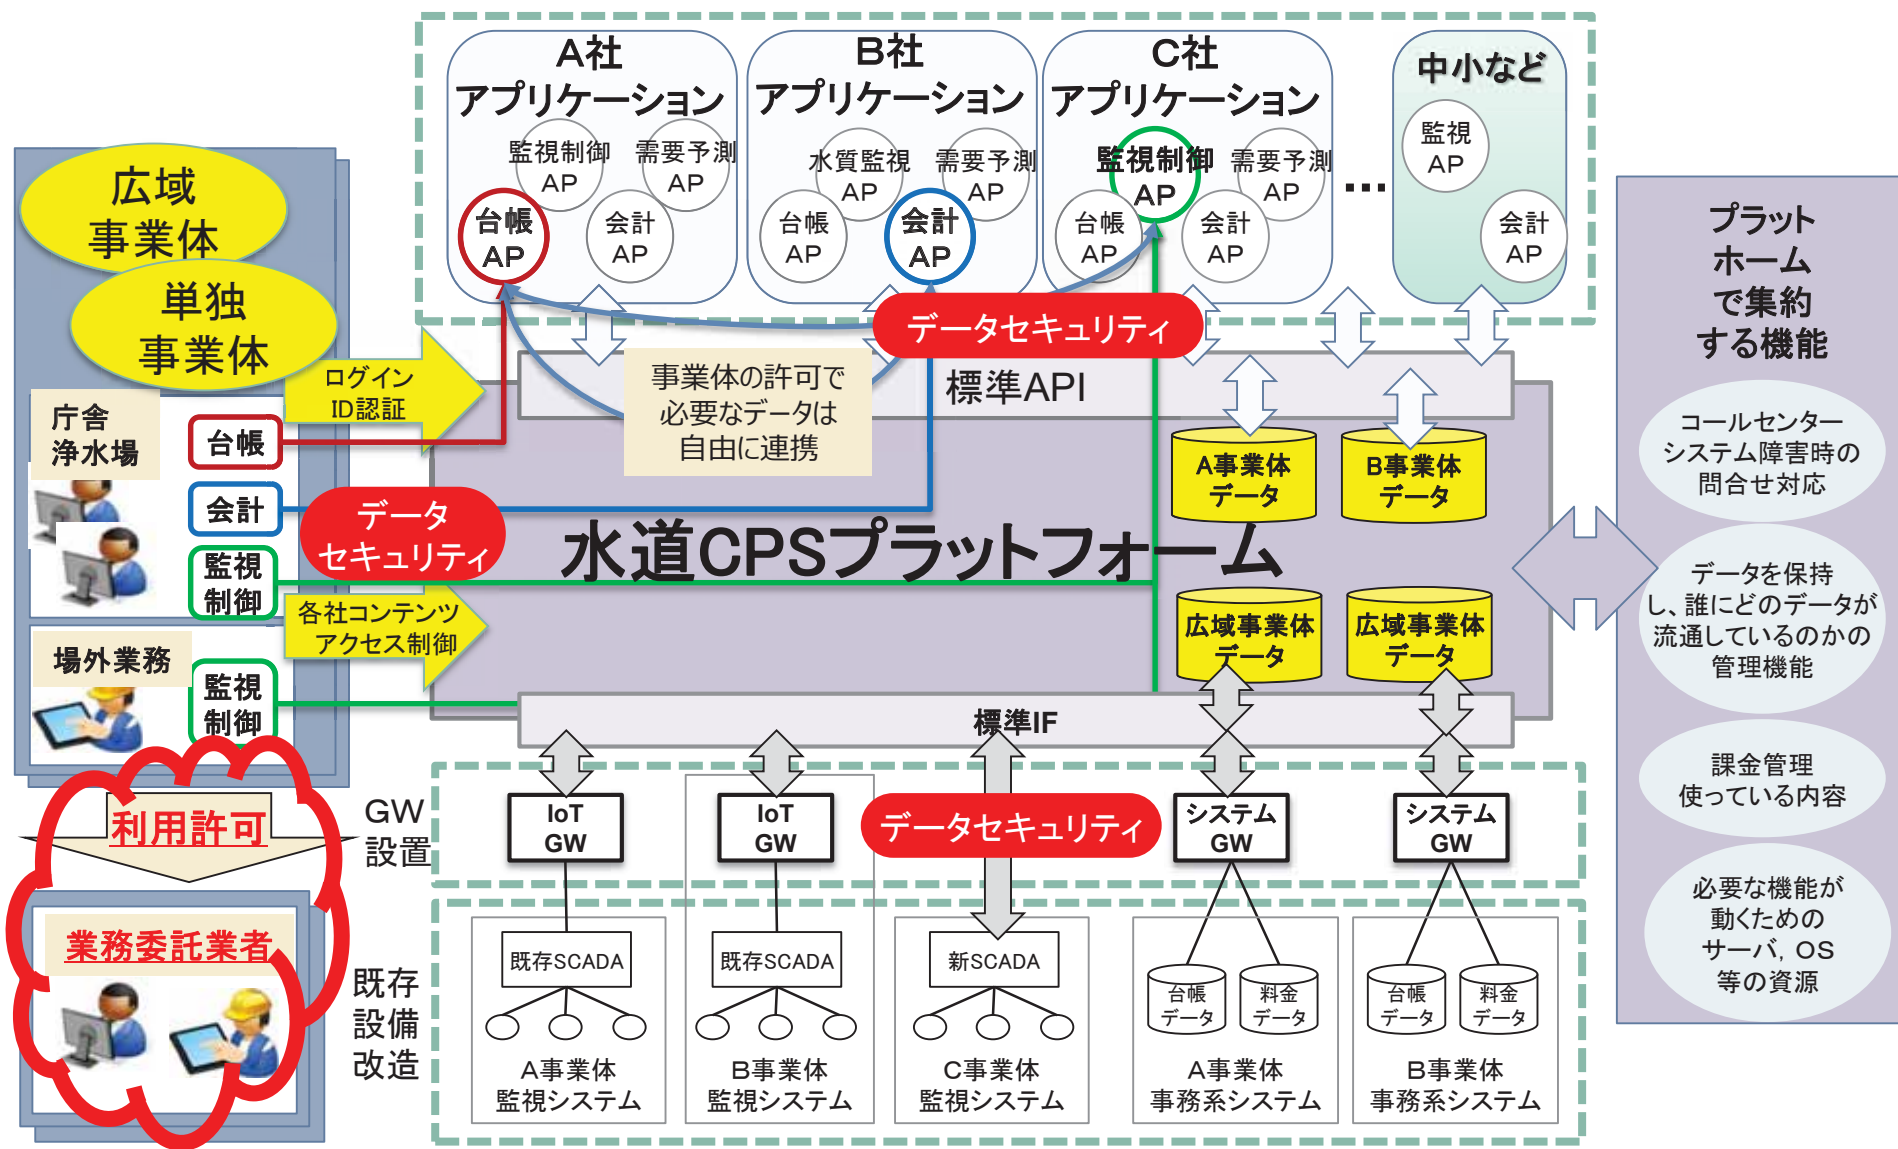 A社
アプリケーション
監視制御
AP
需要予測
AP
台帳
AP
会計
AP
B社
アプリケーション
水質監視
AP
需要予測
AP
台帳
AP
会計
AP
C社
アプリケーション
監視制御
AP
需要予測
AP
台帳
AP
会計
AP
…
中小など
監視
AP
会計
AP
広域
事業体
単独
事業体
庁舎
浄水場
台帳
会計
監視
制御
場外業務
監視
制御
ログイン
ID認証
データ
セキュリティ
各社コンテンツ
アクセス制御
データセキュリティ
事業体の許可で
必要なデータは
自由に連携
標準API
水道CPSプラットフォーム
A事業体
データ
B事業体
データ
広域事業体
データ
広域事業体
データ
標準IF
プラット
ホーム
で集約
する機能
コールセンター
システム障害時の
問合せ対応
データを保持
し、誰にどのデータが
流通しているのかの
管理機能
課金管理
使っている内容
必要な機能が
動くための
サーバ，OS
等の資源
利用許可
業務委託業者
GW
設置
IoT
GW
IoT
GW
データセキュリティ
システム
GW
システム
GW
既存
設備
改造
既存SCADA
A事業体
監視システム
既存SCADA
B事業体
監視システム
新SCADA
C事業体
監視システム
台帳
データ
料金
データ
A事業体
事務系システム
台帳
データ
料金
データ
B事業体
事務系システム